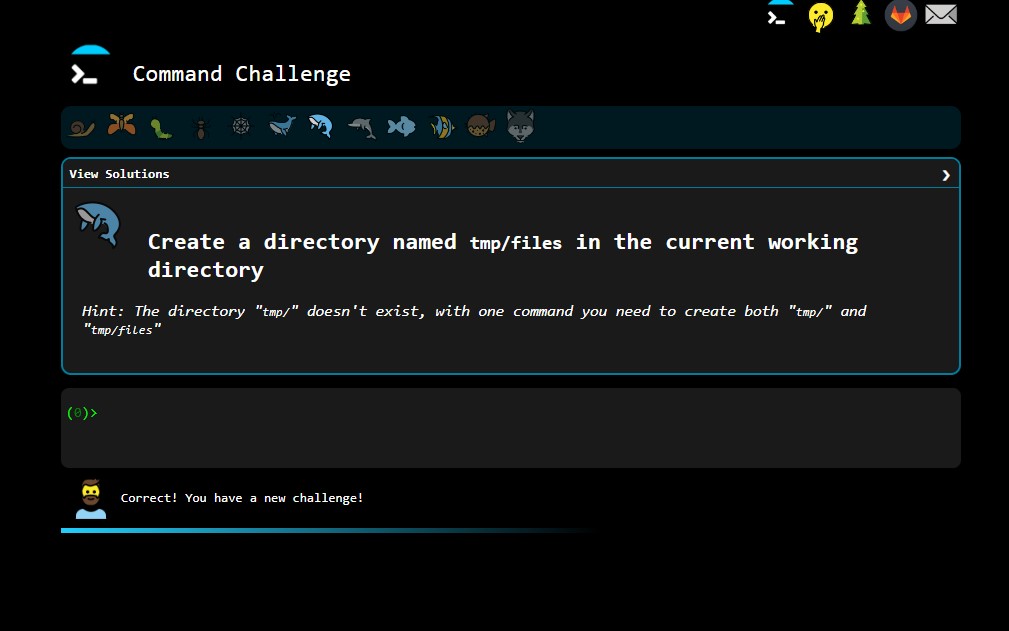 Command Challenge
View Solutions
Create a directory named tmp/files in the current working
directory
Hint: The directory "tmp/" doesn't exist, with one command you need to create both "tmp/" and
"tmp/files"
(0)>
Correct! You have a new challenge!